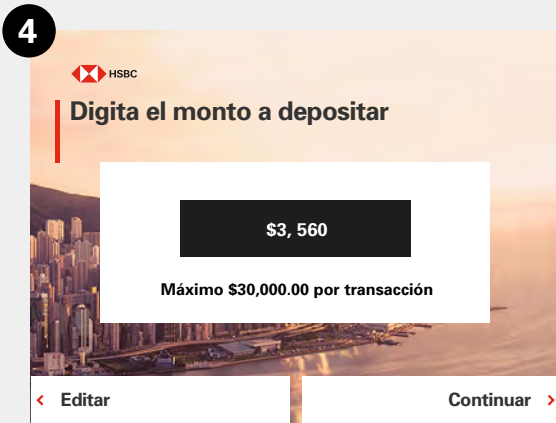 4
HSBC
Digita el monto a depositar
$3, 560
Máximo $30,000.00 por transacción
Editar
Continuar